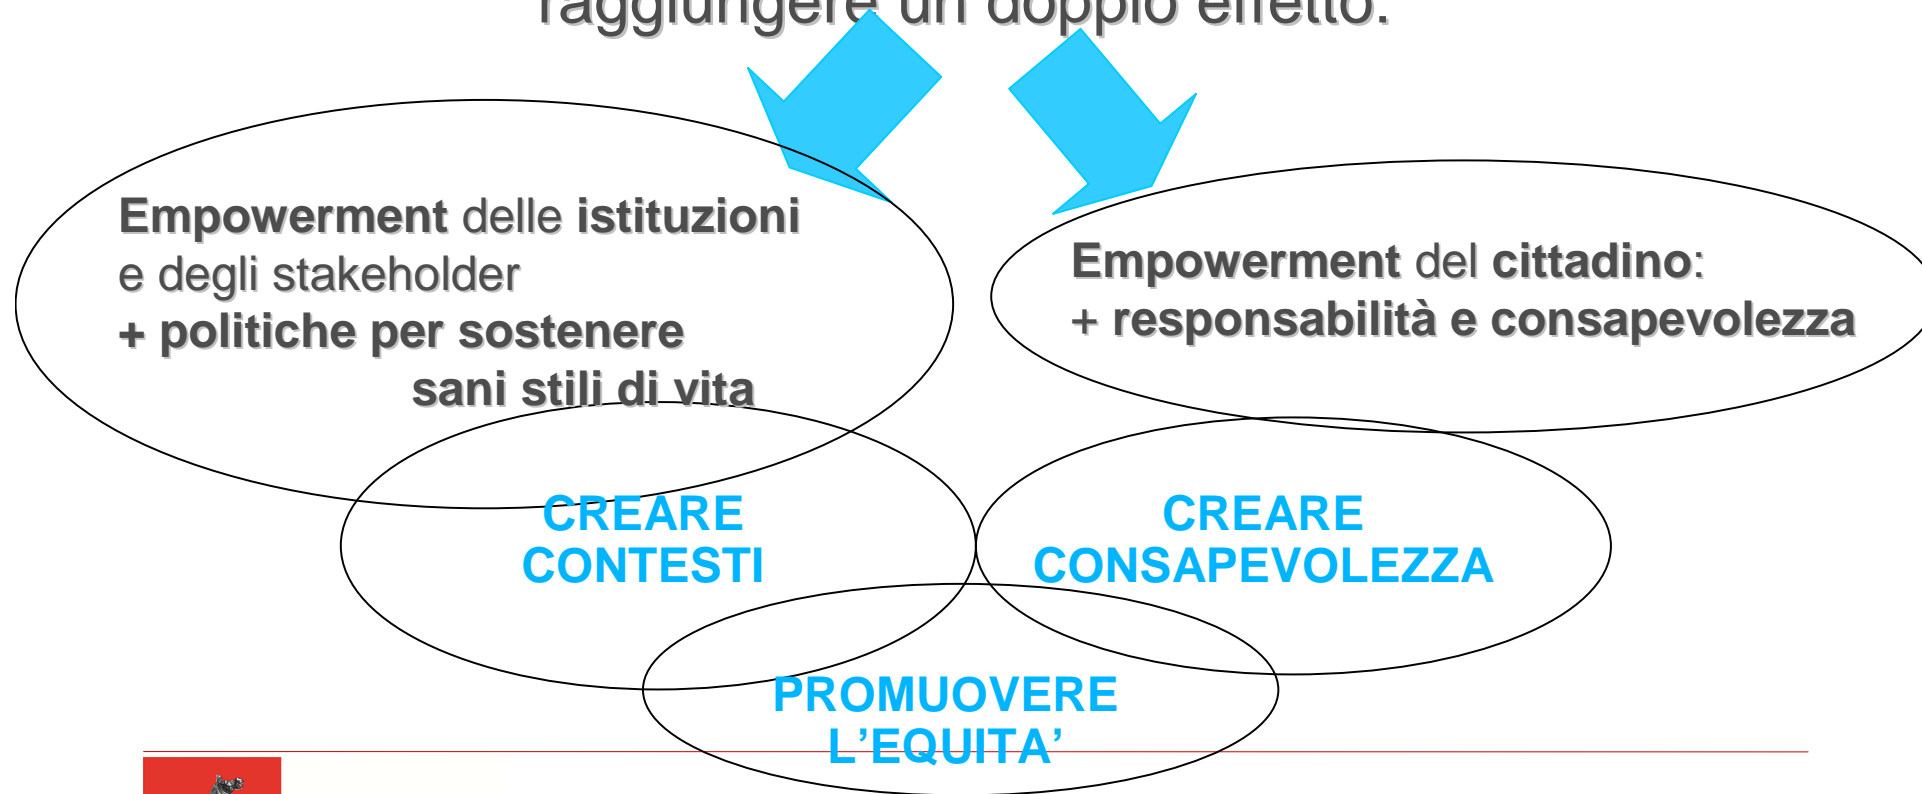 raggiungere un doppio effetto:
Empowerment delle istituzioni
e degli stakeholder
+ politiche per sostenere
sani stili di vita
Empowerment del cittadino:
+ responsabilità e consapevolezza
CREARE
CONTESTI
CREARE
CONSAPEVOLEZZA
PROMUOVERE
L’EQUITA’